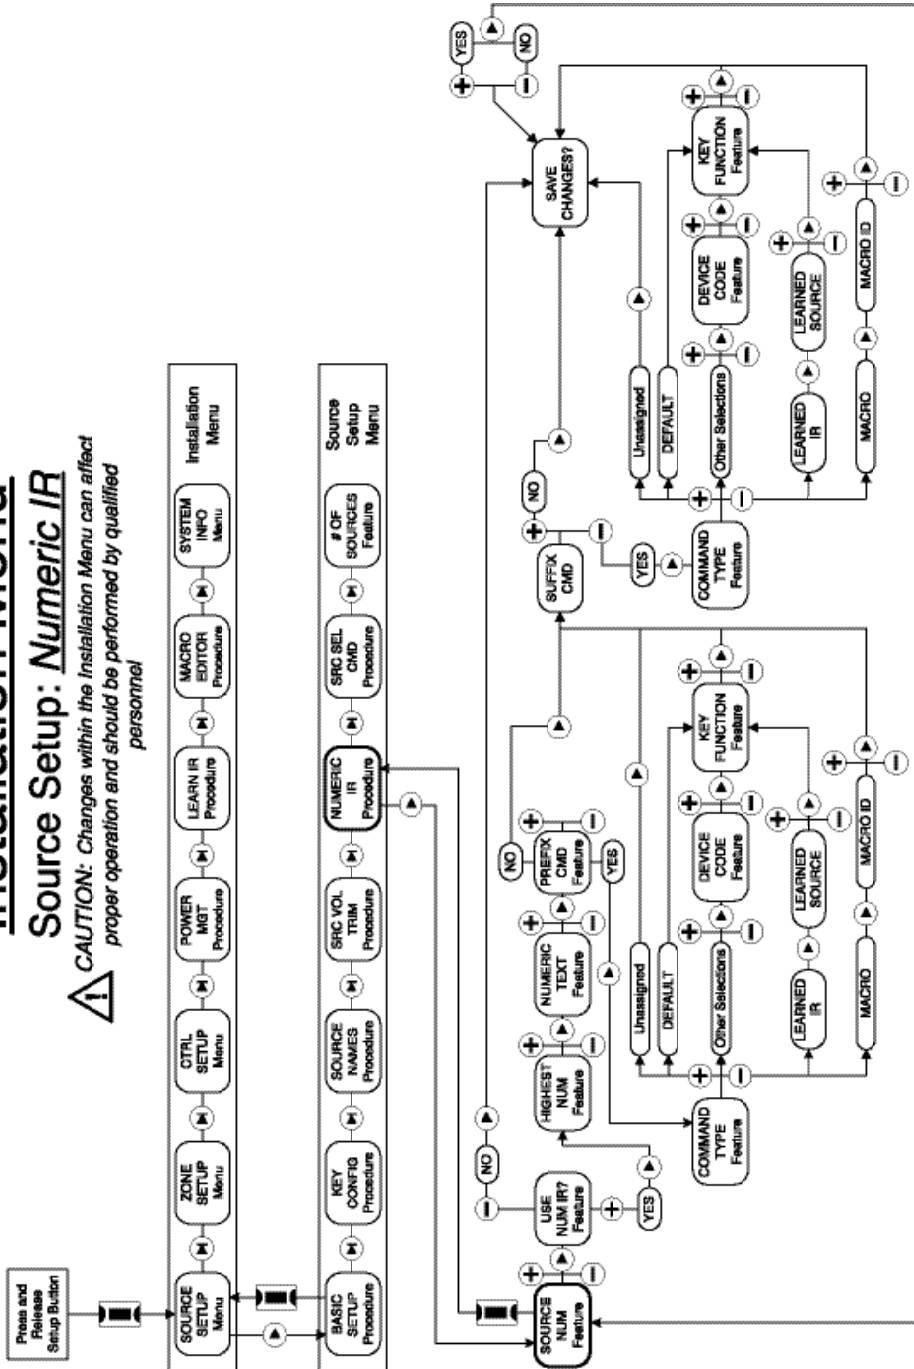 Source Setup: Numeric IR
CAUTION: Changes within the Installation Menu can affect
proper operation and should be performed by qualified
personnel
Press and
Release
Setup Button
SOURCE
SETUP
Menu
ZONE
SETUP
Menu
CTRL
SETUP
Menu
POWER
MGT
Procedure
LEARN IR
Procedure
MACRO
EDITOR
Procedure
SYSTEM
INFO
Menu
Installation
Menu
BASIC
SETUP
Procedure
KEY
CONFIG
Procedure
SOURCE
NAMES
Procedure
SRC VOL
TRIM
Procedure
NUMERIC
IR
Procedure
SRC SEL
CMD
Procedure
# OF
SOURCES
Feature
Source
Setup
Menu
SOURCE
NUM
Feature
USE
NUM IR?
Feature
NO
YES
HIGHEST
NUM
Feature
NUMERIC
TEXT
Feature
PREFIX
CMD
Feature
NO
YES
COMMAND
TYPE
Feature
Unassigned
DEFAULT
Other Selections
DEVICE
CODE
Feature
KEY
FUNCTION
Feature
LEARNED
IR
LEARNED
SOURCE
MACRO
MACRO ID
SUFFIX
CMD
NO
YES
COMMAND
TYPE
Feature
Unassigned
DEFAULT
Other Selections
DEVICE
CODE
Feature
KEY
FUNCTION
Feature
LEARNED
IR
LEARNED
SOURCE
MACRO
MACRO ID
SAVE
CHANGES?
YES
NO